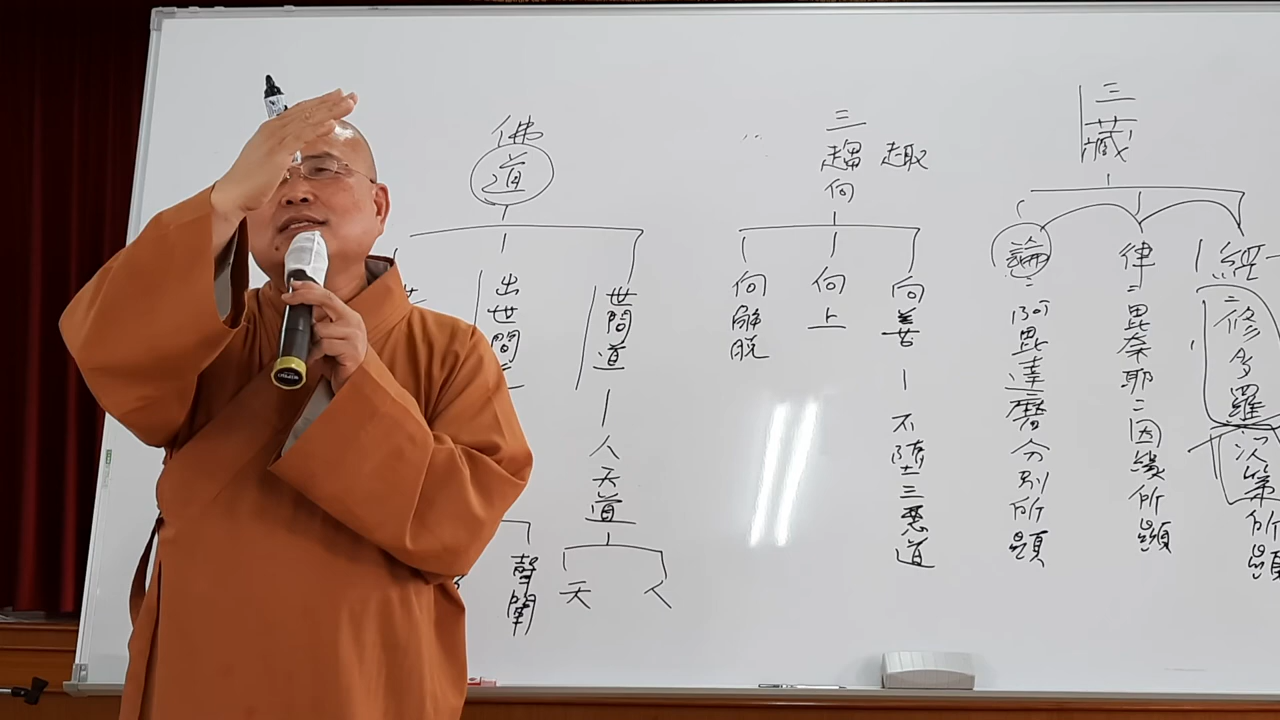 三藏
經
修多羅次第所顯
律=毘奈耶=因緣所顯
論=阿毘達磨分別所顯
三趨向
趣
向善—不墮三惡道
向上
向解脫
佛道
世間道—人天道
人
天
出世間
聲聞